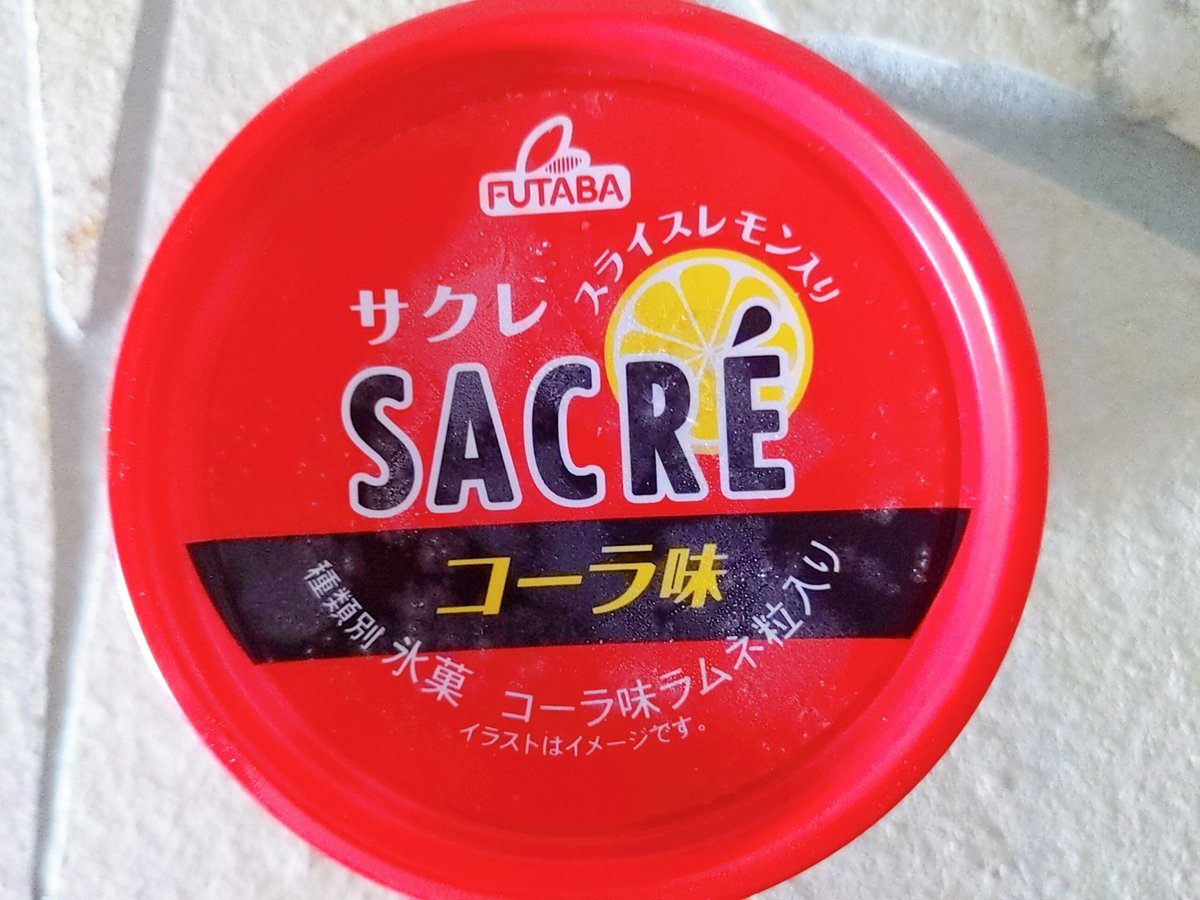 FUTABA
スライスレモン入り
サクレ
SACRÉ
コーラ味
種類別 氷菓 コーラ味ラムネ粒入り
イラストはイメージです。